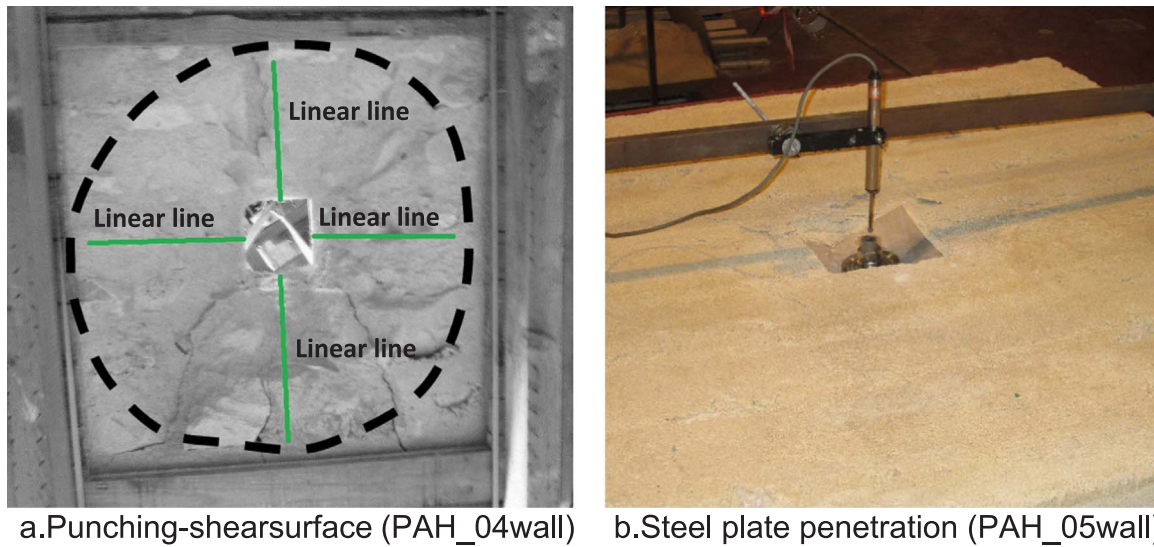 Linear line
Linear line
Linear line
Linear line
a.Punching-shearsurface (PAH_04wall)
b.Steel plate penetration (PAH_05wall)